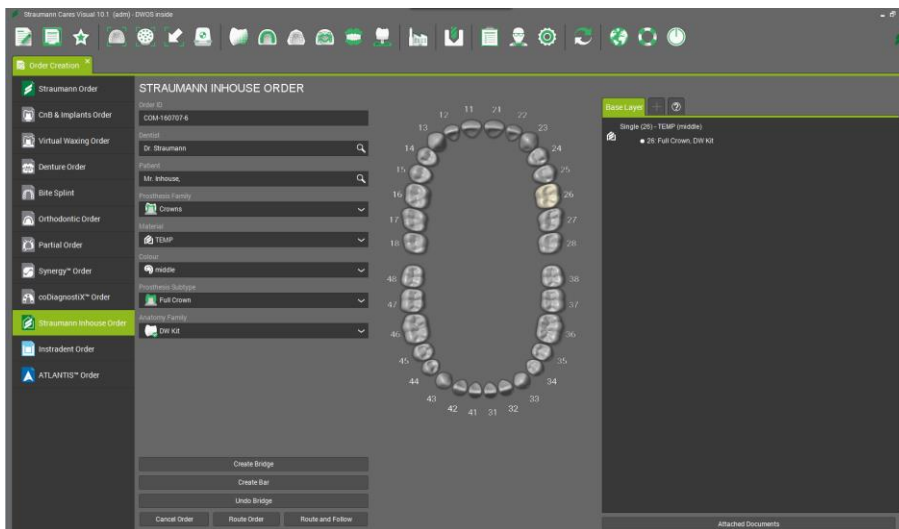 Straumann Cares Visual 10.1 (adm) - DWOS inside
Order Creation
Straumann Order
CnB & Implants Order
Virtual Waxing Order
Denture Order
Bite Splint
Orthodontic Order
Partial Order
Synergy™ Order
coDiagnostiX™ Order
Straumann Inhouse Order
Instradent Order
ATLANTIS™ Order
STRAUMANN INHOUSE ORDER
Order ID
COM-160707-6
Dentist
Dr. Straumann
Patient
Mr. Inhouse,
Prosthesis Family
Crowns
Material
TEMP
Colour
middle
Prosthesis Subtype
Full Crown
Anatomy Family
DW Kit
Create Bridge
Create Bar
Undo Bridge
Cancel Order Route Order Route and Follow
11 21
12 22
13 23
14 24
15 25
16 26
17 27
18 28
48 38
47 37
46 36
45 35
44 34
43 33
42 41 31 32
Base Layer + ?
Single (26) - TEMP (middle)
26: Full Crown, DW Kit
Attached Documents